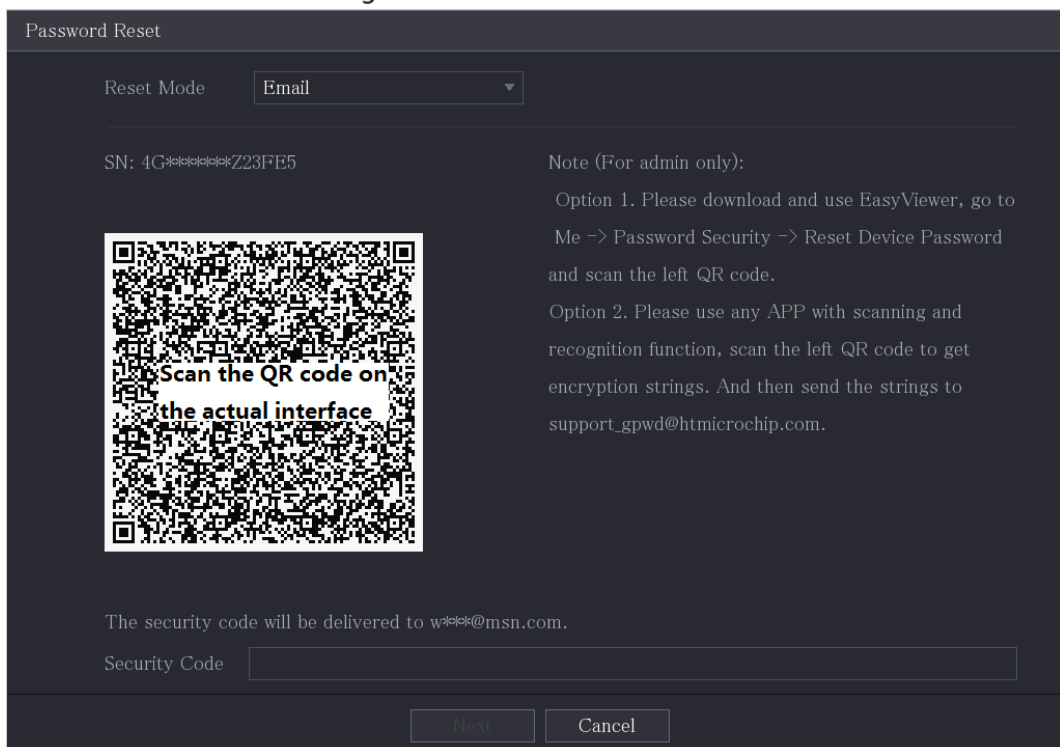 Password Reset
Reset Mode
Email
SN: 4G*******Z23FE5
Note (For admin only):
Option 1. Please download and use EasyViewer, go to
Me -> Password Security -> Reset Device Password
and scan the left QR code.
Option 2. Please use any APP with scanning and
recognition function, scan the left QR code to get
encryption strings. And then send the strings to
support_gpwd@htmicrochip.com.
Scan the QR code on
the actual interface
The security code will be delivered to w***@msn.com.
Security Code
Next
Cancel